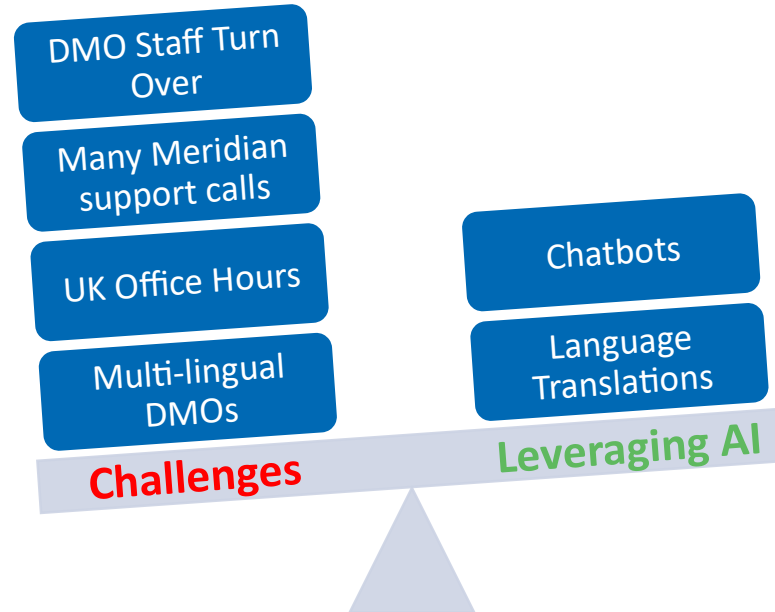 DMO Staff Turn
Over
Many Meridian
support calls
UK Office Hours
Multi-lingual
DMOs
Challenges
Chatbots
Language
Translations
Leveraging AI